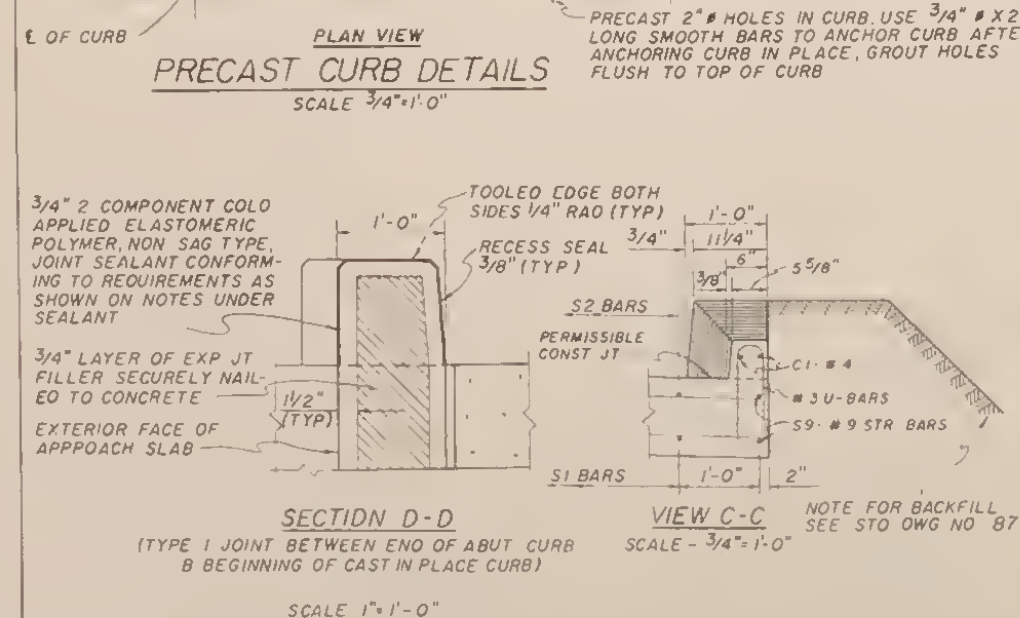 ℄ OF CURB
PLAN VIEW
PRECAST CURB DETAILS
SCALE 3/4"=1'-0"
PRECAST 2"ø HOLES IN CURB. USE 3/4" ø X 2
LONG SMOOTH BARS TO ANCHOR CURB AFTE
ANCHORING CURB IN PLACE, GROUT HOLES
FLUSH TO TOP OF CURB
3/4" 2 COMPONENT COLO
APPLIED ELASTOMERIC
POLYMER, NON SAG TYPE,
JOINT SEALANT CONFORM-
ING TO REQUIREMENTS AS
SHOWN ON NOTES UNDER
SEALANT
3/4" LAYER OF EXP JT
FILLER SECURELY NAIL-
EO TO CONCRETE
EXTERIOR FACE OF
APPPOACH SLAB
1'-0"
1 1/2"
(TYP)
TOOLED EDGE BOTH
SIDES 1/4" RAO (TYP)
RECESS SEAL
3/8" (TYP)
SECTION D-D
(TYPE 1 JOINT BETWEEN ENO OF ABUT CURB
B BEGINNING OF CAST IN PLACE CURB)
SCALE 1"=1'-0"
1'-0"
3/4"
11 1/4"
6"
3/8"
5 5/8"
S2 BARS
PERMISSIBLE
CONST JT
C1-#4
#3 U-BARS
S9-#9 STR BARS
S1 BARS
1'-0"
2"
VIEW C-C
SCALE - 3/4"=1'-0"
NOTE FOR BACKFILL
SEE STO OWG NO 87